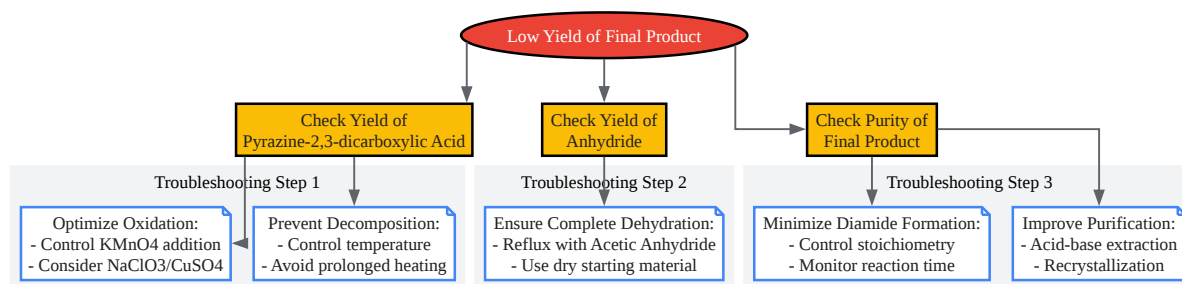 Low Yield of Final Product
Check Yield of
Pyrazine-2,3-dicarboxylic Acid
Check Yield of
Anhydride
Check Purity of
Final Product
Troubleshooting Step 1
Troubleshooting Step 2
Troubleshooting Step 3
Optimize Oxidation:
- Control KMnO4 addition
- Consider NaClO3/CuSO4
Prevent Decomposition:
- Control temperature
- Avoid prolonged heating
Ensure Complete Dehydration:
- Reflux with Acetic Anhydride
- Use dry starting material
Minimize Diamide Formation:
- Control stoichiometry
- Monitor reaction time
Improve Purification:
- Acid-base extraction
- Recrystallization